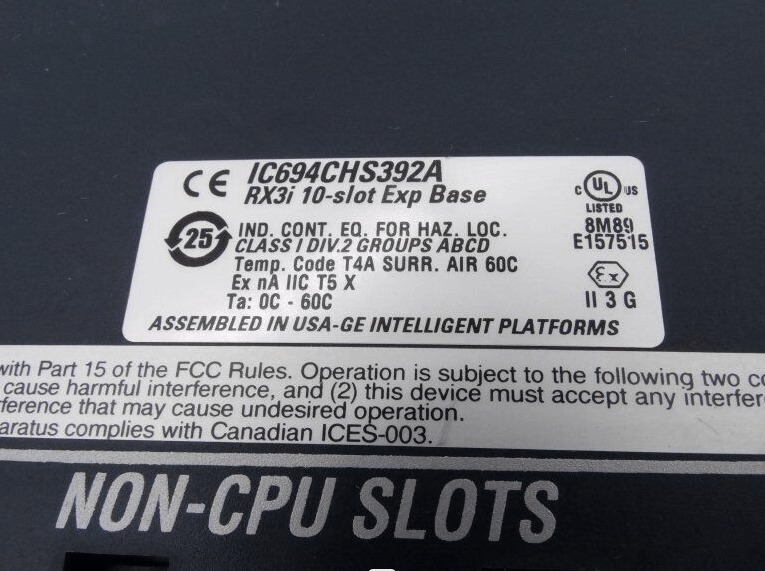 CE
IC694CHS392A
RX3i 10-slot Exp Base
25
IND. CONT. EQ. FOR HAZ. LOC.
CLASS I DIV.2 GROUPS ABCD
Temp. Code T4A SURR. AIR 60C
Ex nA IIC T5 X
Ta: 0C - 60C
C UL US
LISTED
8M89
E157515
Ex
II 3 G
ASSEMBLED IN USA-GE INTELLIGENT PLATFORMS
with Part 15 of the FCC Rules. Operation is subject to the following two
cause harmful interference, and (2) this device must accept any
that may cause undesired operation.
complies with Canadian ICES-003.
NON-CPU SLOTS